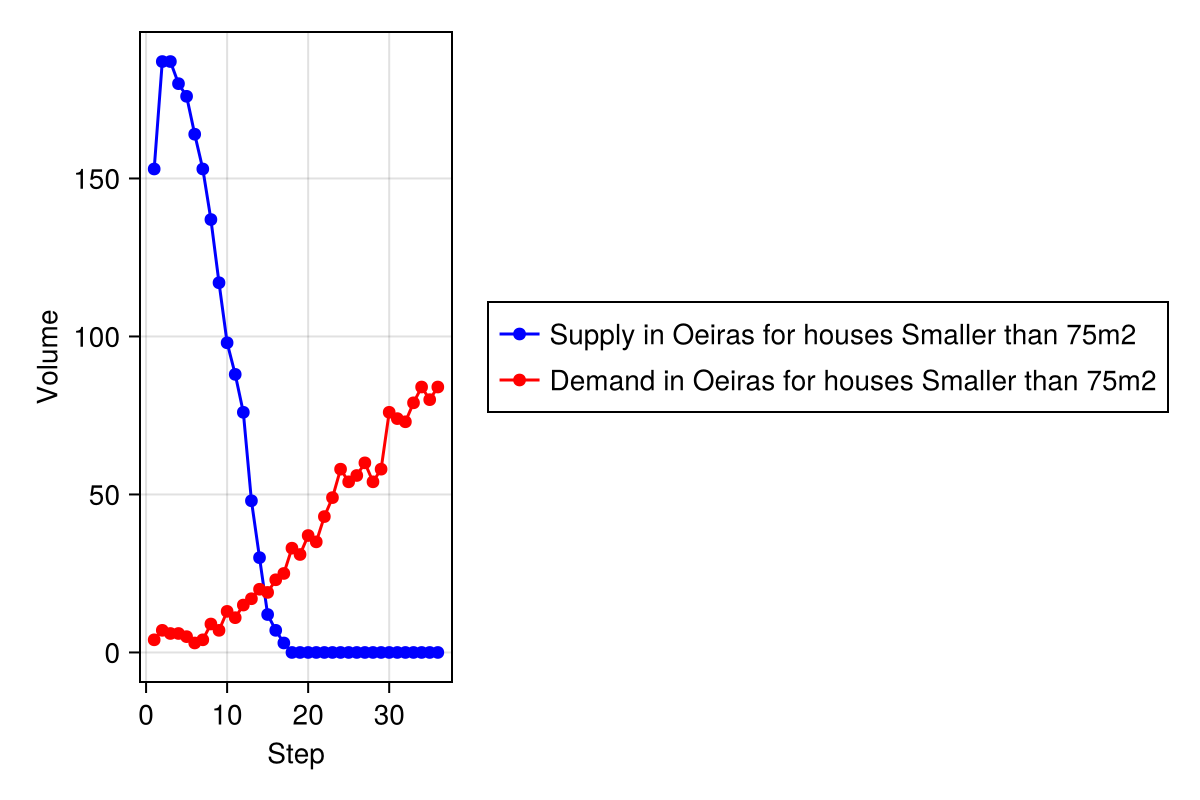 Volume
150
100
50
0
0 10 20 30
Step
Supply in Oeiras for houses Smaller than 75m2
Demand in Oeiras for houses Smaller than 75m2